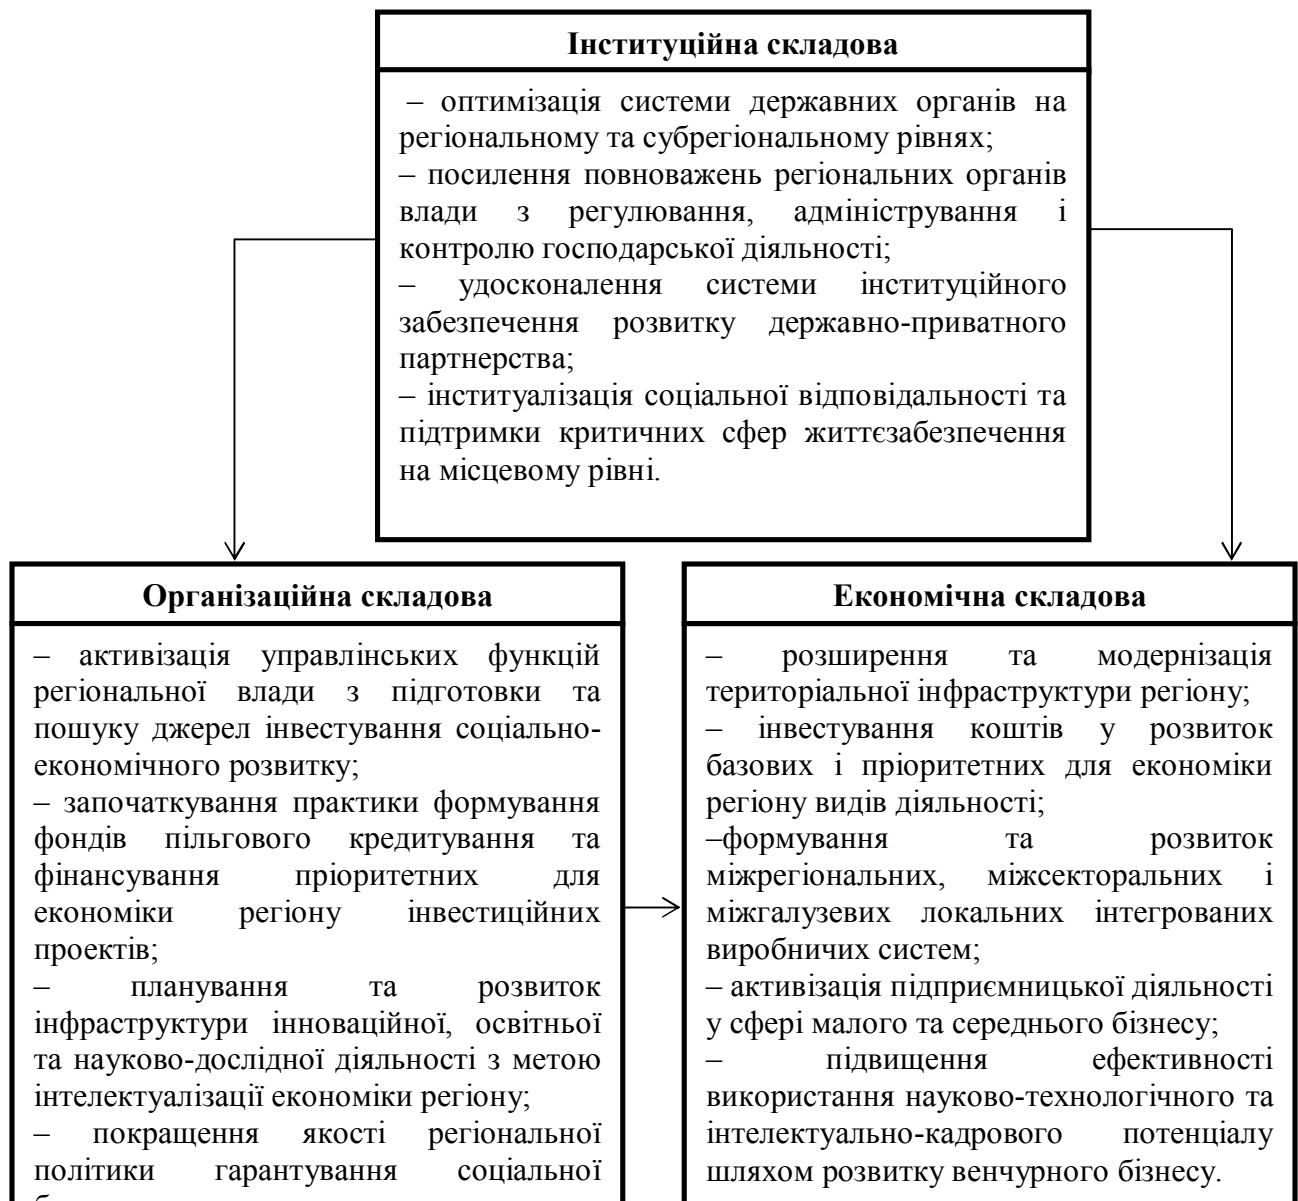 Інституційна складова
– оптимізація системи державних органів на
регіональному та субрегіональному рівнях;
– посилення повноважень регіональних органів
влади з регулювання, адміністрування і
контролю господарської діяльності;
– удосконалення системи інституційного
забезпечення розвитку державно-приватного
партнерства;
– інституалізація соціальної відповідальності та
підтримки критичних сфер життєзабезпечення
на місцевому рівні.
Організаційна складова
– активізація управлінських функцій
регіональної влади з підготовки та
пошуку джерел інвестування соціально-
економічного розвитку;
– започаткування практики формування
фондів пільгового кредитування та
фінансування пріоритетних для
економіки регіону інвестиційних
проектів;
– планування та розвиток
інфраструктури інноваційної, освітньої
та науково-дослідної діяльності з метою
інтелектуалізації економіки регіону;
– покращення якості регіональної
політики гарантування соціальної
Економічна складова
– розширення та модернізація
територіальної інфраструктури регіону;
– інвестування коштів у розвиток
базових і пріоритетних для економіки
регіону видів діяльності;
–формування та розвиток
міжрегіональних, міжсекторальних і
міжгалузевих локальних інтегрованих
виробничих систем;
– активізація підприємницької діяльності
у сфері малого та середнього бізнесу;
– підвищення ефективності
використання науково-технологічного та
інтелектуально-кадрового потенціалу
шляхом розвитку венчурного бізнесу.